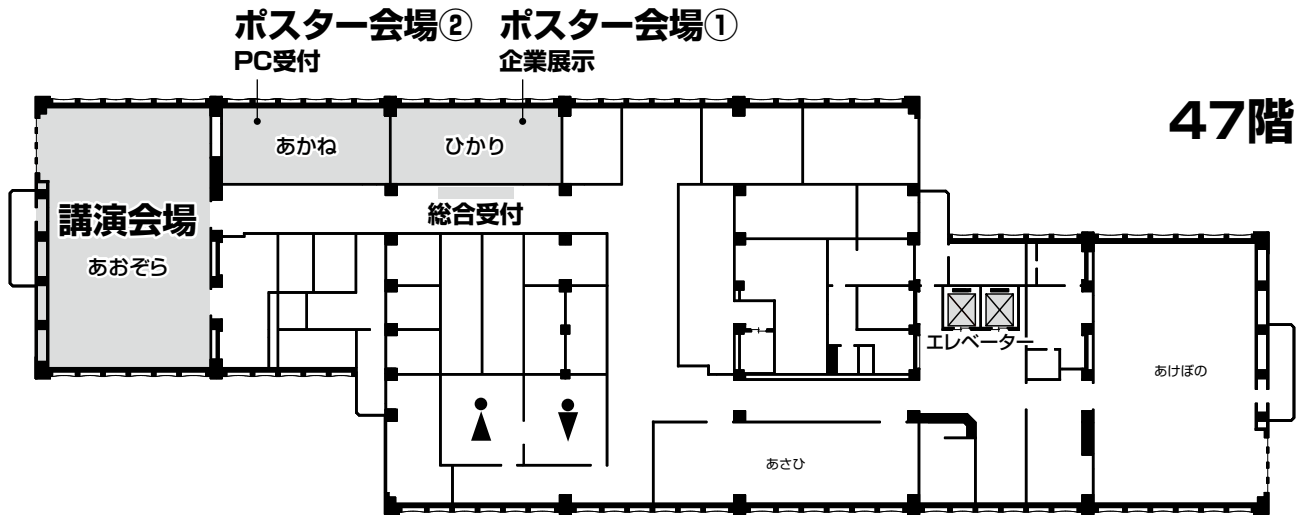 ポスター会場②
PC受付
ポスター会場①
企業展示
47階
あかね
ひかり
総合受付
講演会場
あおぞら
エレベーター
あけぼの
あさひ